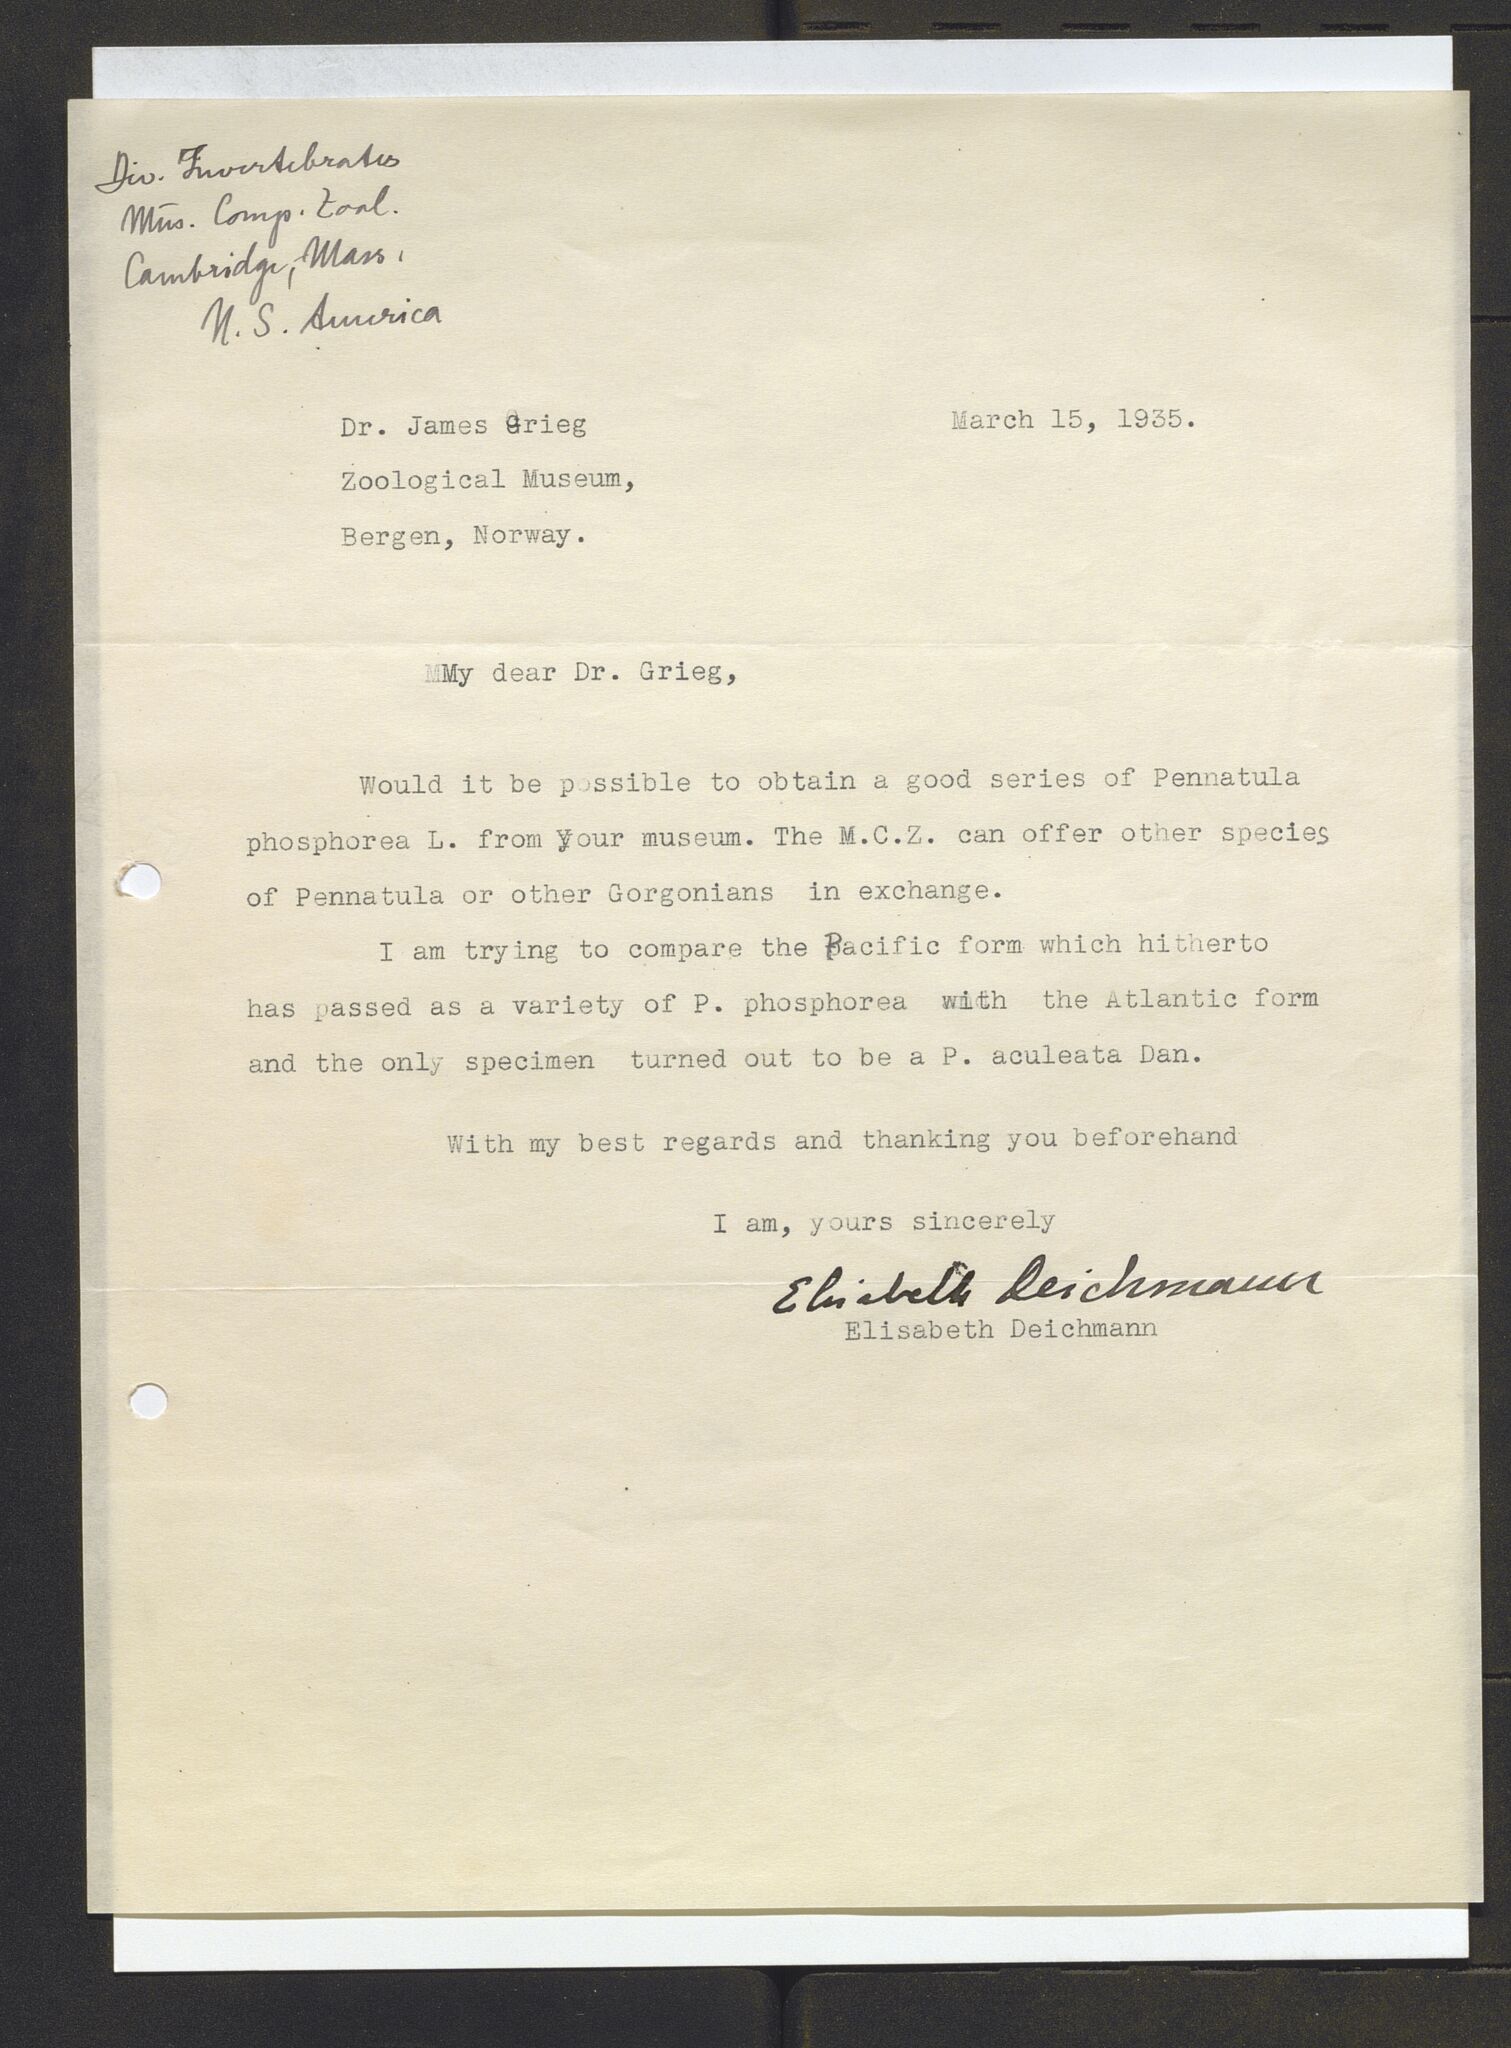 Div. Invertebrates
Mus. Comp. Zool.
Cambridge, Mass.
U. S. America
Dr. James Grieg
March 15, 1935.
Zoological Museum,
Bergen, Norway.
MMy dear Dr. Grieg,
Would it be possible to obtain a good series of Pennatula
phosphorea L. from your museum. The M.C.Z. can offer other species
of Pennatula or other Gorgonians in exchange.
I am trying to compare the Pacific form which hitherto
has passed as a variety of P. phosphorea with the Atlantic form
and the only specimen turned out to be a P. aculeata Dan.
With my best regards and thanking you beforehand
I am, yours sincerely
Elisabeth Deichmann
Elisabeth Deichmann